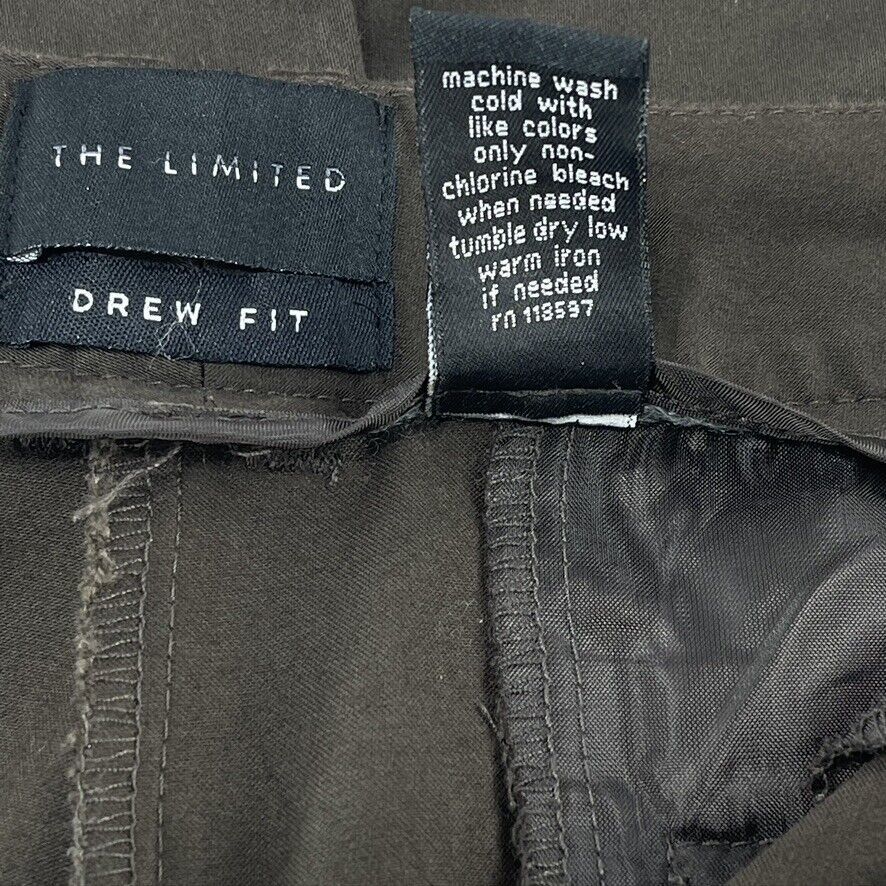 THE LIMITED
DREW FIT
machine wash
cold with
like colors
only non-
chlorine bleach
when needed
tumble dry low
warm iron
if needed
rn 118597